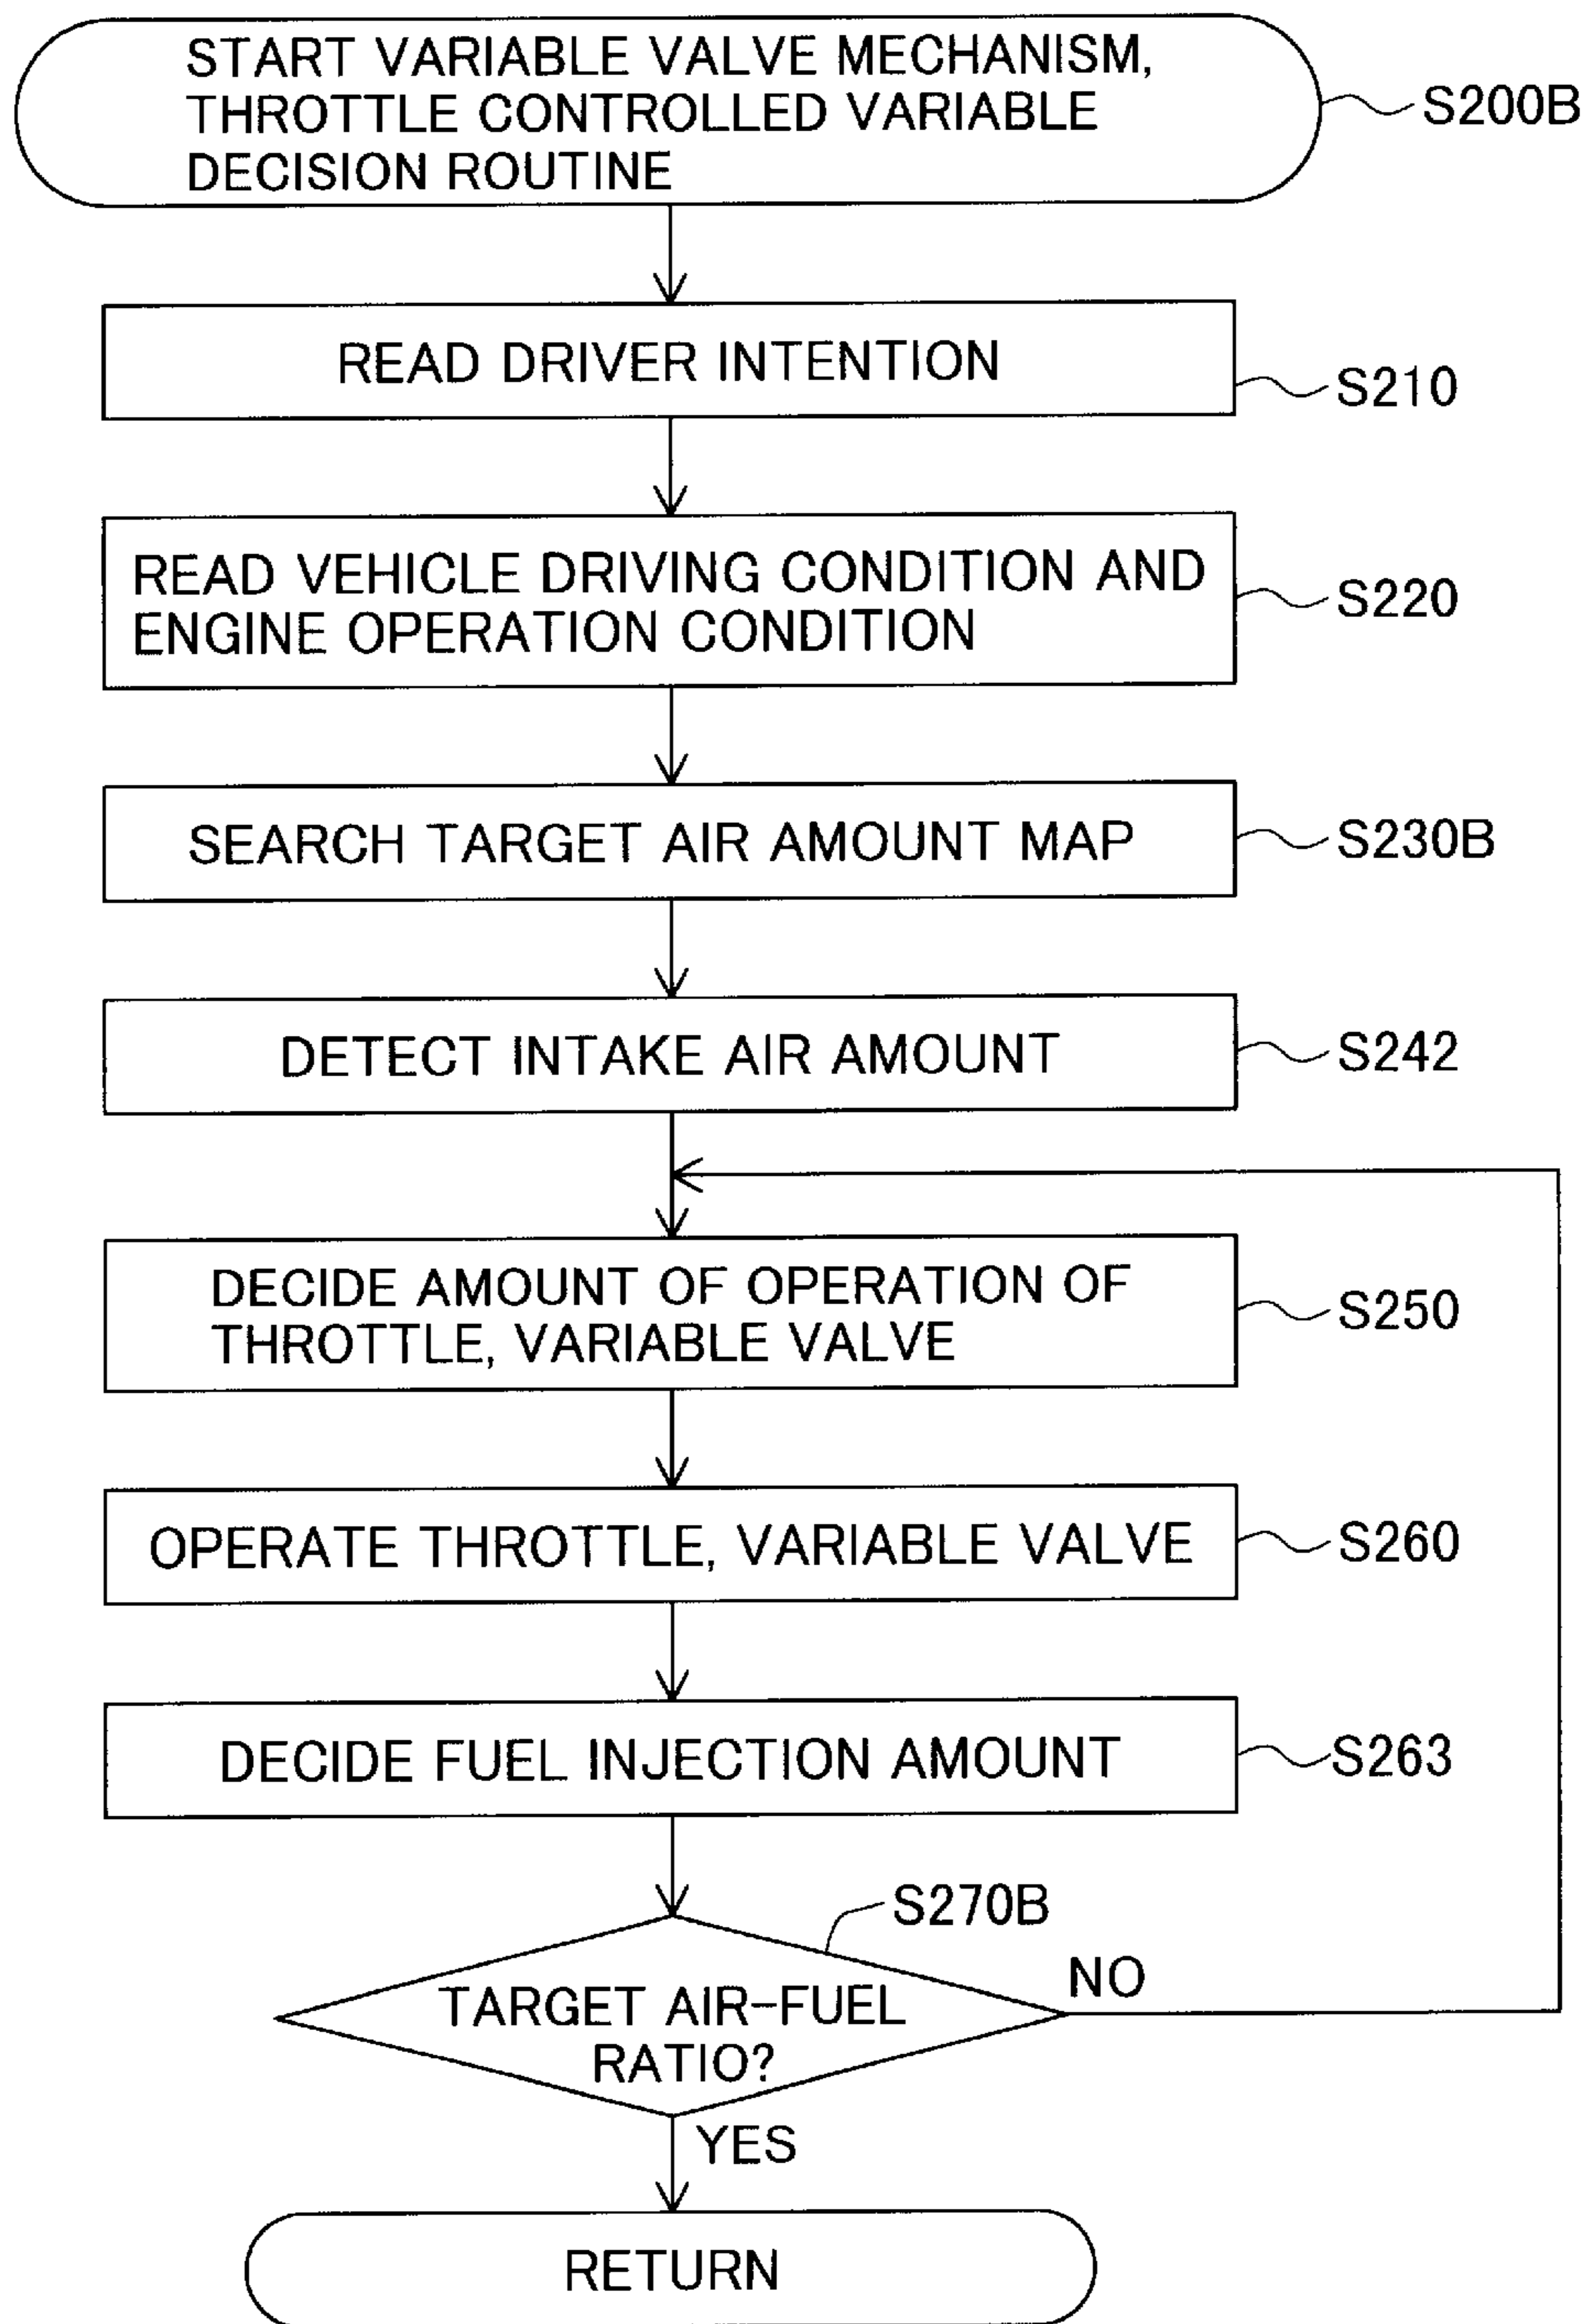 START VARIABLE VALVE MECHANISM,
THROTTLE CONTROLLED VARIABLE
DECISION ROUTINE
S200B
READ DRIVER INTENTION
S210
READ VEHICLE DRIVING CONDITION AND
ENGINE OPERATION CONDITION
S220
SEARCH TARGET AIR AMOUNT MAP
S230B
DETECT INTAKE AIR AMOUNT
S242
DECIDE AMOUNT OF OPERATION OF
THROTTLE, VARIABLE VALVE
S250
OPERATE THROTTLE, VARIABLE VALVE
S260
DECIDE FUEL INJECTION AMOUNT
S263
S270B
TARGET AIR-FUEL
RATIO?
NO
YES
RETURN